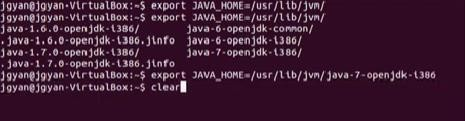 jgyan@jgyan-VirtualBox:~$ export JAVA_HOME=/usr/lib/jvm/
jgyan@jgyan-VirtualBox:~$ export JAVA_HOME=/usr/lib/jvm/
java-1.6.0-openjdk-i386/ java-6-openjdk-common/
.java-1.6.0-openjdk-i386.jinfo java-6-openjdk-i386/
java-1.7.0-openjdk-i386/ java-7-openjdk-i386/
.java-1.7.0-openjdk-i386.jinfo
jgyan@jgyan-VirtualBox:~$ export JAVA_HOME=/usr/lib/jvm/java-7-openjdk-i386
jgyan@jgyan-VirtualBox:~$ clear